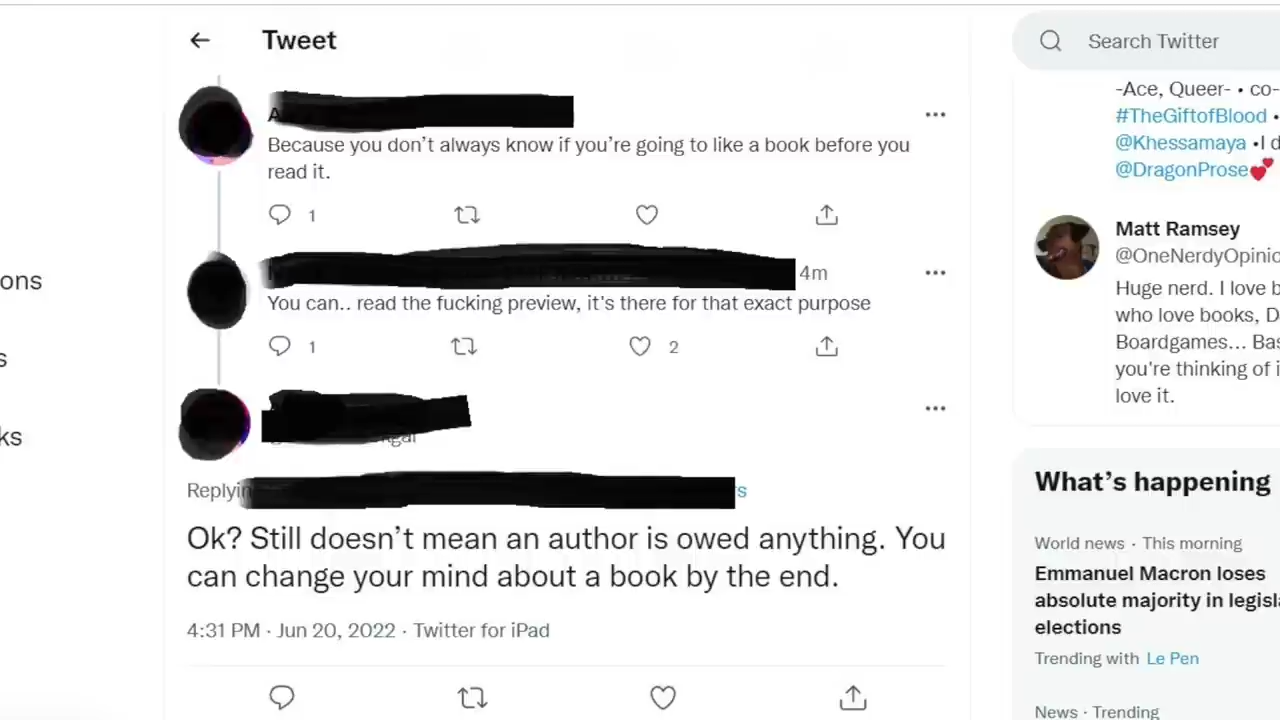 Tweet
Search Twitter
Because you don’t always know if you’re going to like a book before you
read it.
1
4m
You can.. read the fucking preview, it's there for that exact purpose
1
2
Ok? Still doesn’t mean an author is owed anything. You
can change your mind about a book by the end.
4:31 PM · Jun 20, 2022 · Twitter for iPad
ons
s
ks
-Ace, Queer- • co-
#TheGiftofBlood •
@Khessamaya •I d
@DragonProse💕
Matt Ramsey
@OneNerdyOpinio
Huge nerd. I love b
who love books, D
Boardgames... Bas
you're thinking of i
love it.
What’s happening
World news · This morning
Emmanuel Macron loses
absolute majority in legisla
elections
Trending with Le Pen
News · Trending